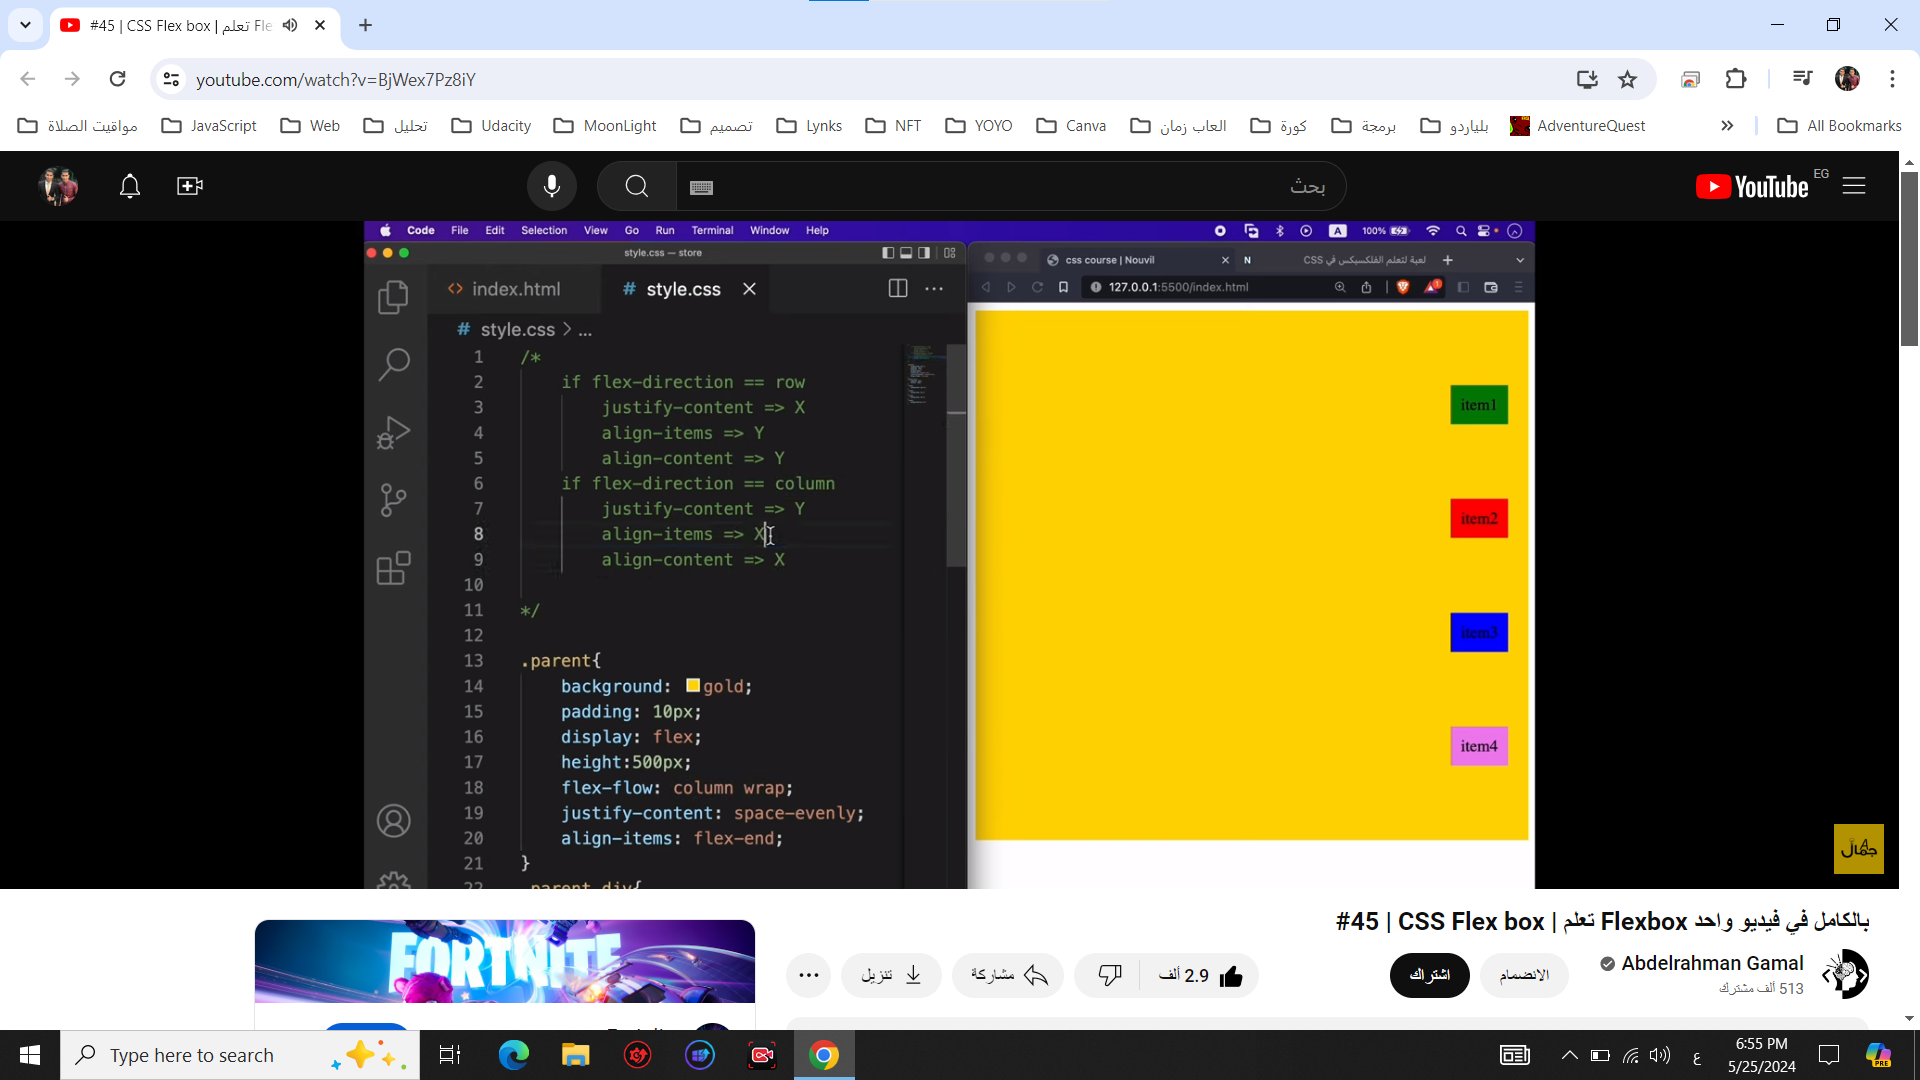 #45 | CSS Flex box | تعلم Fle
youtube.com/watch?v=BjWex7Pz8iY
مواقيت الصلاة
JavaScript
Web
تحليل
Udacity
MoonLight
تصميم
Lynks
NFT
YOYO
Canva
العاب زمان
كورة
برمجة
بلياردو
AdventureQuest
All Bookmarks
بحث
YouTube EG
Code File Edit Selection View Go Run Terminal Window Help
A 100%
style.css — store
css course | Nouvil
N
لعبة لتعلم الفلكسبكس في CSS
index.html
# style.css
127.0.0.1:5500/index.html
# style.css > ...
1 /*
2 if flex-direction == row
3 justify-content => X
4 align-items => Y
5 align-content => Y
6 if flex-direction == column
7 justify-content => Y
8 align-items => X
9 align-content => X
10
11 */
12
13 .parent{
14 background: gold;
15 padding: 10px;
16 display: flex;
17 height:500px;
18 flex-flow: column wrap;
19 justify-content: space-evenly;
20 align-items: flex-end;
21 }
22 .parent div{
item1
item2
item3
item4
جمال
#45 | CSS Flex box | تعلم Flexbox بالكامل في فيديو واحد
Abdelrahman Gamal
513 ألف مشترك
الانضمام
اشتراك
2.9 ألف
مشاركة
تنزيل
FORTNITE
Type here to search
ع
6:55 PM
5/25/2024
PRE